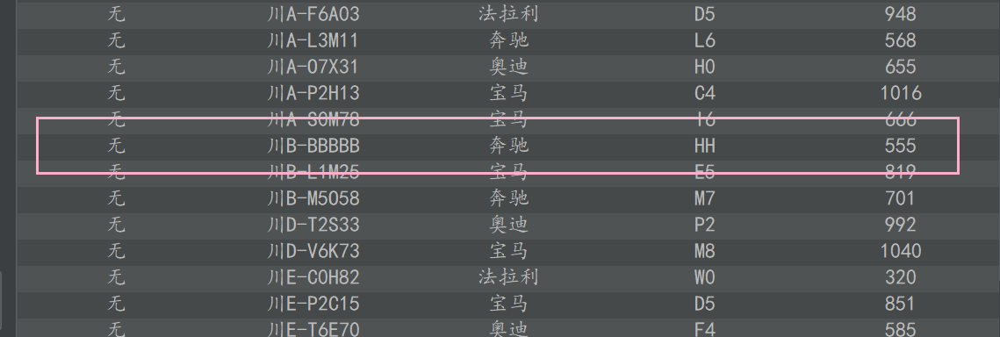 无 川A-F6A03 法拉利 D5 948
无 川A-L3M11 奔驰 L6 568
无 川A-O7X31 奥迪 H0 655
无 川A-P2H13 宝马 C4 1016
无 川A-S0M78 宝马 I6 666
无 川B-BBBBB 奔驰 HH 555
无 川B-L1M25 宝马 E5 819
无 川B-M5058 奔驰 M7 701
无 川D-T2S33 奥迪 P2 992
无 川D-V6K73 宝马 M8 1040
无 川E-C0H82 法拉利 W0 320
无 川E-P2C15 宝马 D5 851
无 川E-T6E70 奥迪 F4 585